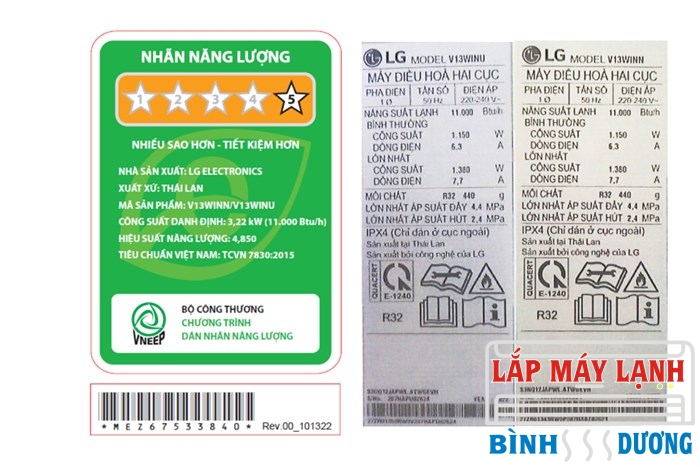 NHÃN NĂNG LƯỢNG
1 2 3 4 5
NHIỀU SAO HƠN - TIẾT KIỆM HƠN
NHÀ SẢN XUẤT: LG ELECTRONICS
XUẤT XỨ: THÁI LAN
MÃ SẢN PHẨM: V13WINN/V13WINU
CÔNG SUẤT DANH ĐỊNH: 3,22 kW (11.000 Btu/h)
HIỆU SUẤT NĂNG LƯỢNG: 4,850
TIÊU CHUẨN VIỆT NAM: TCVN 7830:2015
VNEEP
BỘ CÔNG THƯƠNG
CHƯƠNG TRÌNH
DÁN NHÃN NĂNG LƯỢNG
*MEZ67533840*
Rev.00_101322
LG MODEL V13WINU
MÁY ĐIỀU HOÀ HAI CỤC
PHA ĐIỆN TẦN SỐ ĐIỆN ÁP
1 Ø 50 Hz 220-240 V~
NĂNG SUẤT LẠNH 11.000 Btu/h
BÌNH THƯỜNG
CÔNG SUẤT 1.150 W
DÒNG ĐIỆN 6.3 A
LỚN NHẤT
CÔNG SUẤT 1.380 W
DÒNG ĐIỆN 7,7 A
MÔI CHẤT R32 440 g
LỚN NHẤT ÁP SUẤT ĐẨY 4,4 MPa
LỚN NHẤT ÁP SUẤT HÚT 2,4 MPa
IPX4 (Chỉ dán ở cục ngoài)
Sản xuất tại Thái Lan
Sản xuất bởi công nghệ của LG
QUACERT
E-1240
R32
LG MODEL V13WINN
MÁY ĐIỀU HOÀ HAI CỤC
PHA ĐIỆN TẦN SỐ ĐIỆN ÁP
1 Ø 50 Hz 220-240 V~
NĂNG SUẤT LẠNH 11.000 Btu/h
BÌNH THƯỜNG
CÔNG SUẤT 1.150 W
DÒNG ĐIỆN 6.3 A
LỚN NHẤT
CÔNG SUẤT 1.380 W
DÒNG ĐIỆN 7,7 A
MÔI CHẤT R32 440 g
LỚN NHẤT ÁP SUẤT ĐẨY 4,4 MPa
LỚN NHẤT ÁP SUẤT HÚT 2,4 MPa
IPX4 (Chỉ dán ở cục ngoài)
Sản xuất tại Thái Lan
Sản xuất bởi công nghệ của LG
QUACERT
E-1240
R32
LẮP MÁY LẠNH
BÌNH DƯƠNG